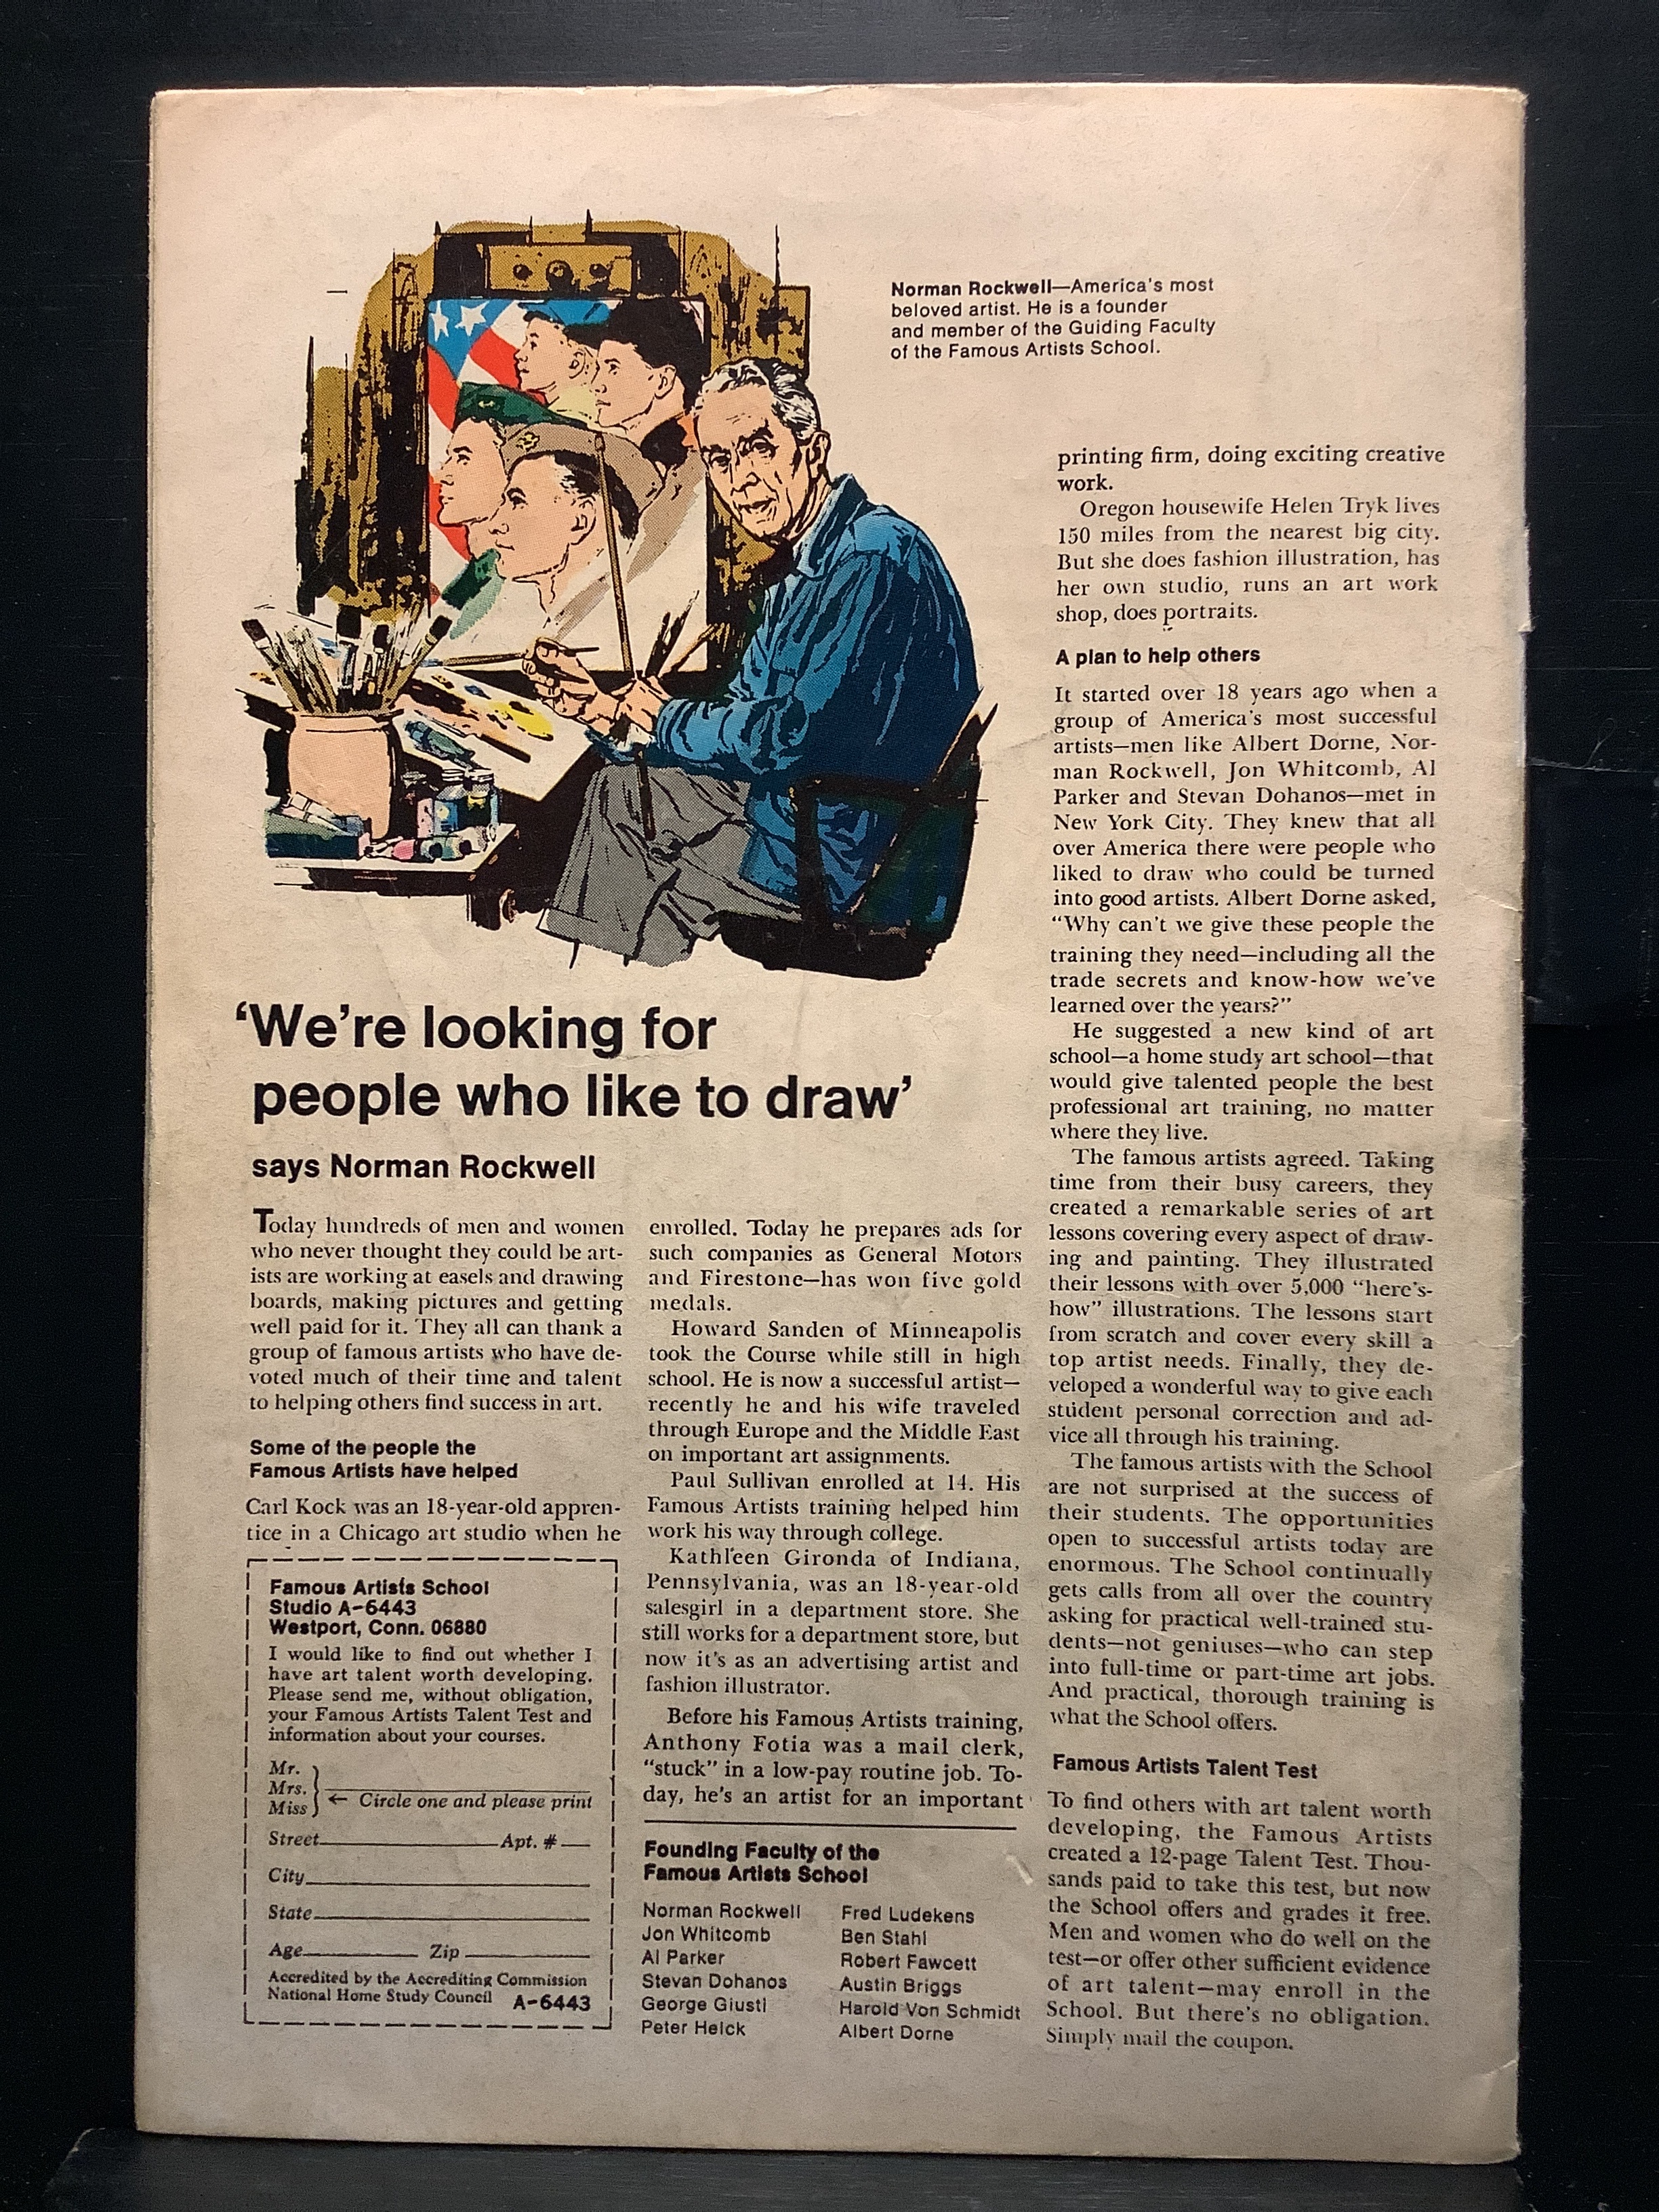 Norman Rockwell—America's most
beloved artist. He is a founder
and member of the Guiding Faculty
of the Famous Artists School.
'We're looking for
people who like to draw'
says Norman Rockwell
Today hundreds of men and women
who never thought they could be art-
ists are working at easels and drawing
boards, making pictures and getting
well paid for it. They all can thank a
group of famous artists who have de-
voted much of their time and talent
to helping others find success in art.
Some of the people the
Famous Artists have helped
Carl Kock was an 18-year-old appren-
tice in a Chicago art studio when he
enrolled. Today he prepares ads for
such companies as General Motors
and Firestone—has won five gold
medals.
Howard Sanden of Minneapolis
took the Course while still in high
school. He is now a successful artist—
recently he and his wife traveled
through Europe and the Middle East
on important art assignments.
Paul Sullivan enrolled at 14. His
Famous Artists training helped him
work his way through college.
Kathleen Gironda of Indiana,
Pennsylvania, was an 18-year-old
salesgirl in a department store. She
still works for a department store, but
now it's as an advertising artist and
fashion illustrator.
Before his Famous Artists training,
Anthony Fotia was a mail clerk,
"stuck" in a low-pay routine job. To-
day, he's an artist for an important
printing firm, doing exciting creative
work.
Oregon housewife Helen Tryk lives
150 miles from the nearest big city.
But she does fashion illustration, has
her own studio, runs an art work
shop, does portraits.
A plan to help others
It started over 18 years ago when a
group of America's most successful
artists—men like Albert Dorne, Nor-
man Rockwell, Jon Whitcomb, Al
Parker and Stevan Dohanos—met in
New York City. They knew that all
over America there were people who
liked to draw who could be turned
into good artists. Albert Dorne asked,
"Why can't we give these people the
training they need—including all the
trade secrets and know-how we've
learned over the years?"
He suggested a new kind of art
school—a home study art school—that
would give talented people the best
professional art training, no matter
where they live.
The famous artists agreed. Taking
time from their busy careers, they
created a remarkable series of art
lessons covering every aspect of draw-
ing and painting. They illustrated
their lessons with over 5,000 "here's-
how" illustrations. The lessons start
from scratch and cover every skill a
top artist needs. Finally, they de-
veloped a wonderful way to give each
student personal correction and ad-
vice all through his training.
The famous artists with the School
are not surprised at the success of
their students. The opportunities
open to successful artists today are
enormous. The School continually
gets calls from all over the country
asking for practical well-trained stu-
dents—not geniuses—who can step
into full-time or part-time art jobs.
And practical, thorough training is
what the School offers.
Famous Artists Talent Test
To find others with art talent worth
developing, the Famous Artists
created a 12-page Talent Test. Thou-
sands paid to take this test, but now
the School offers and grades it free.
Men and women who do well on the
test—or offer other sufficient evidence
of art talent—may enroll in the
School. But there's no obligation.
Simply mail the coupon.
Famous Artists School
Studio A-6443
Westport, Conn. 06880
I would like to find out whether I
have art talent worth developing.
Please send me, without obligation,
your Famous Artists Talent Test and
information about your courses.
Mr.
Mrs.
Miss
← Circle one and please print
Street Apt. #
City
State
Age Zip
Accredited by the Accrediting Commission
National Home Study Council A-6443
Founding Faculty of the
Famous Artists School
Norman Rockwell
Jon Whitcomb
Al Parker
Stevan Dohanos
George Giusti
Peter Helck
Fred Ludekens
Ben Stahl
Robert Fawcett
Austin Briggs
Harold Von Schmidt
Albert Dorne